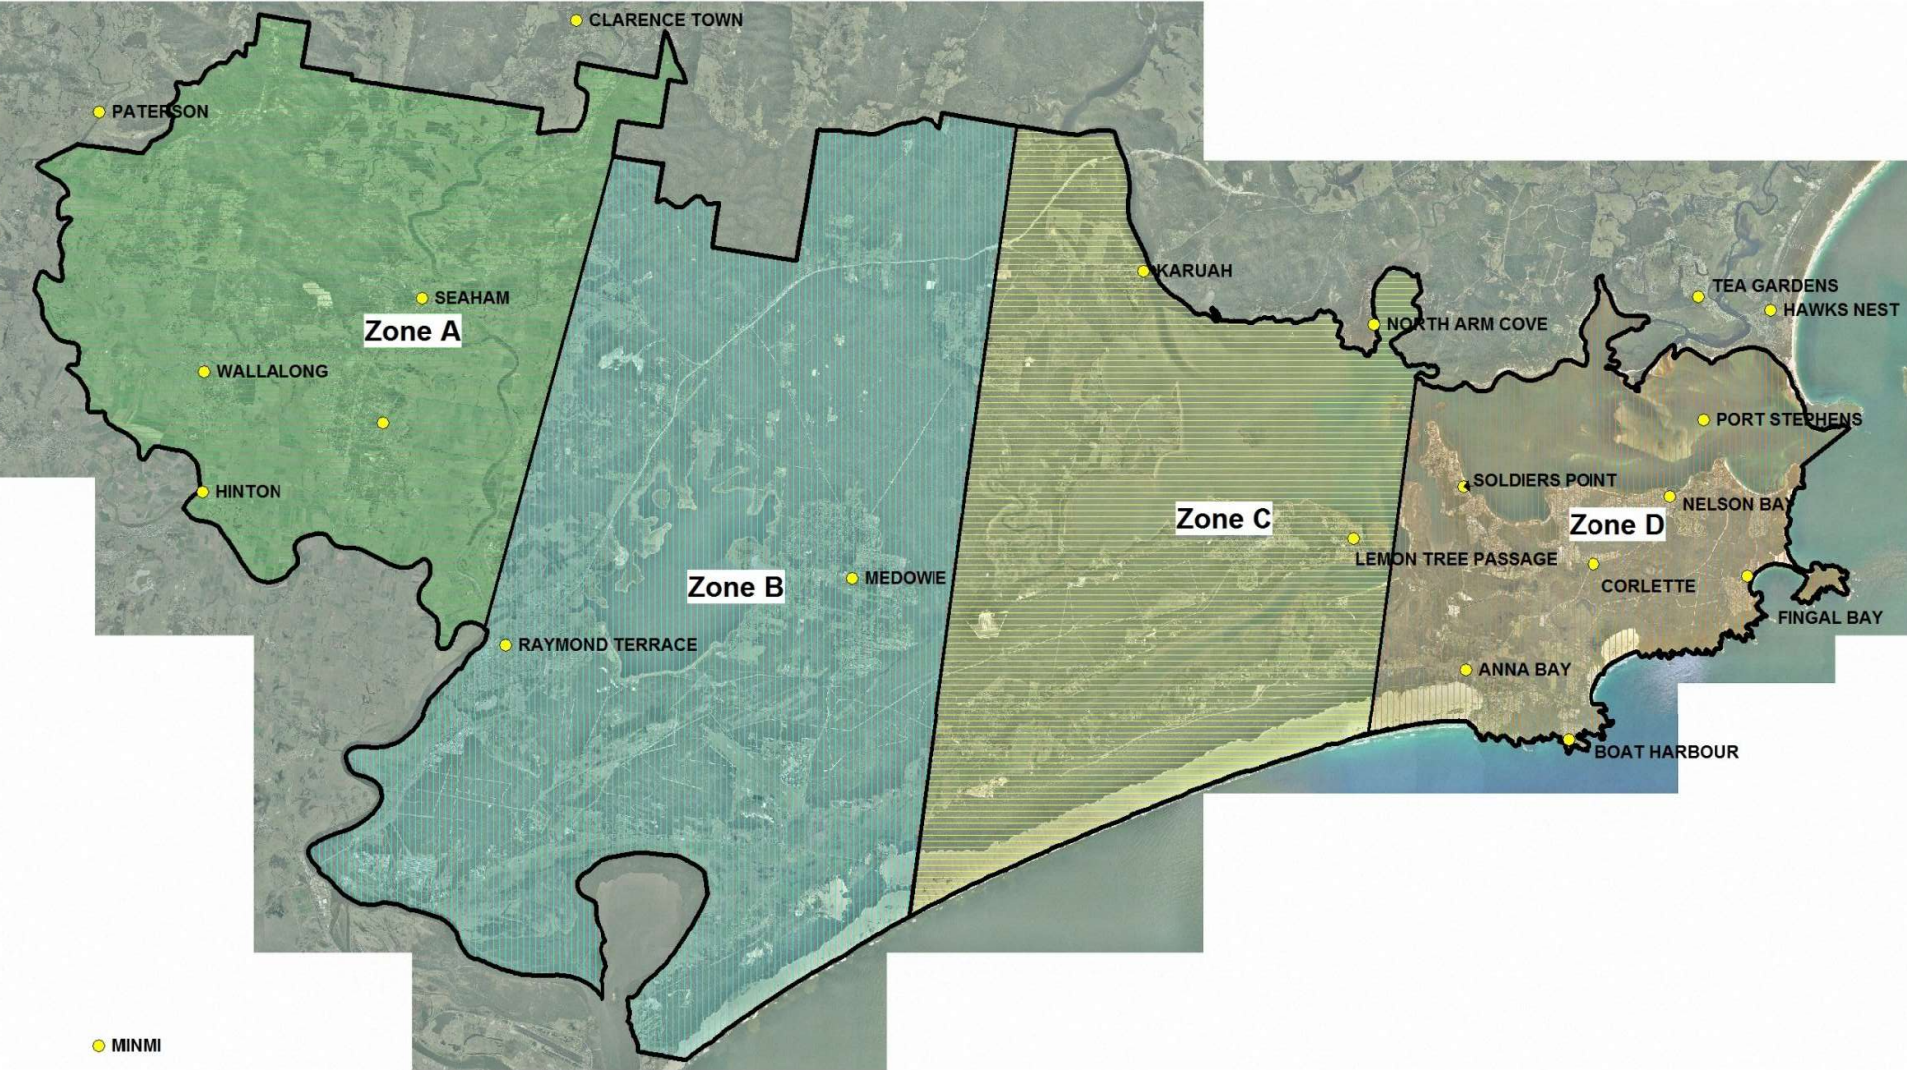 CLARENCE TOWN
PATERSON
KARUAH
TEA GARDENS
SEAHAM
HAWKS NEST
NORTH ARM COVE
Zone A
WALLALONG
PORT STEPHENS
SOLDIERS POINT
HINTON
NELSON BAY
Zone C
Zone D
LEMON TREE PASSAGE
MEDOWIE
Zone B
CORLETTE
FINGAL BAY
RAYMOND TERRACE
ANNA BAY
BOAT HARBOUR
MINMI